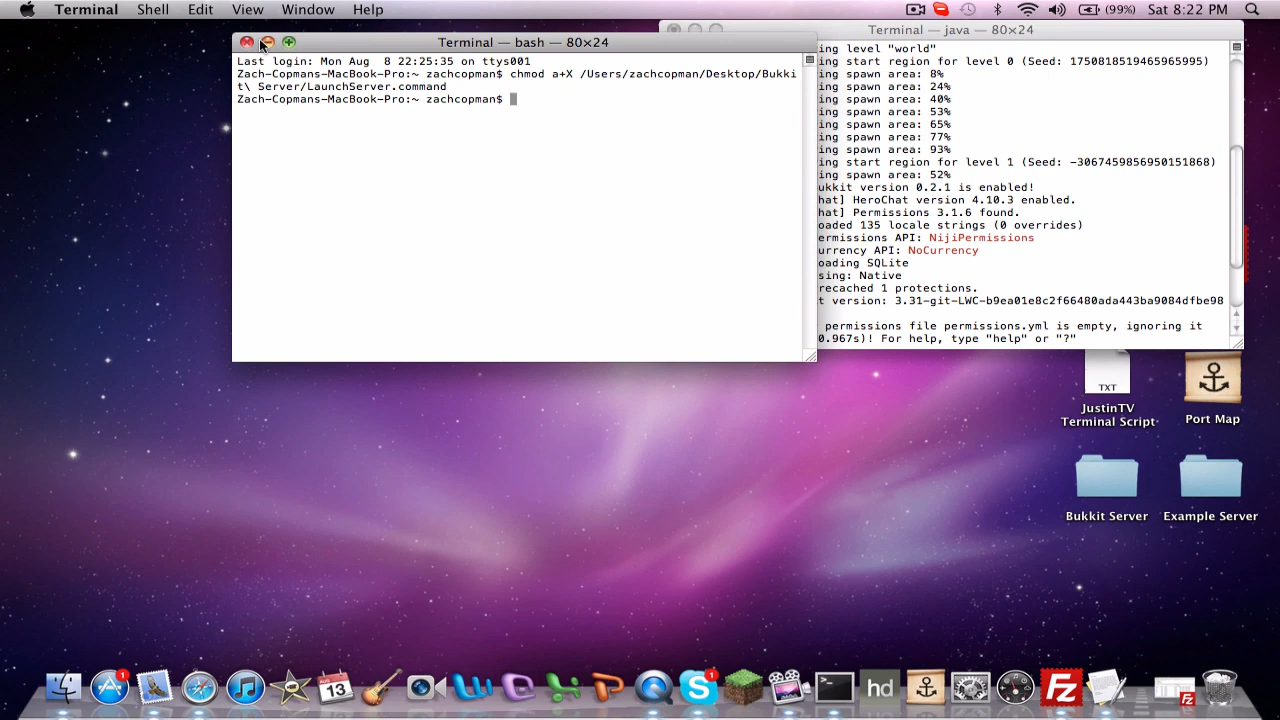 Terminal Shell Edit View Window Help
(99%) Sat 8:22 PM
Terminal — bash — 80×24
Last login: Mon Aug  8 22:25:35 on ttys001
Zach-Copmans-MacBook-Pro:~ zachcopman$ chmod a+X /Users/zachcopman/Desktop/Bukki
t\ Server/LaunchServer.command
Zach-Copmans-MacBook-Pro:~ zachcopman$
Terminal — java — 80×24
ing level "world"
ing start region for level 0 (Seed: 17508185194659659​95)
ing spawn area: 8%
ing spawn area: 24%
ing spawn area: 40%
ing spawn area: 53%
ing spawn area: 65%
ing spawn area: 77%
ing spawn area: 93%
ing start region for level 1 (Seed: -3067459856950151868)
ing spawn area: 52%
ukkit version 0.2.1 is enabled!
hat] HeroChat version 4.10.3 enabled.
hat] Permissions 3.1.6 found.
oaded 135 locale strings (0 overrides)
ermissions API: NijiPermissions
urrency API: NoCurrency
oading SQLite
sing: Native
recached 1 protections.
t version: 3.31-git-LWC-b9ea01e8c2f66480ada443ba9084dfbe98
permissions file permissions.yml is empty, ignoring it
0.967s)! For help, type "help" or "?"
TXT
JustinTV
Terminal Script
Port Map
Bukkit Server
Example Server
1
13
hd
1
Fz